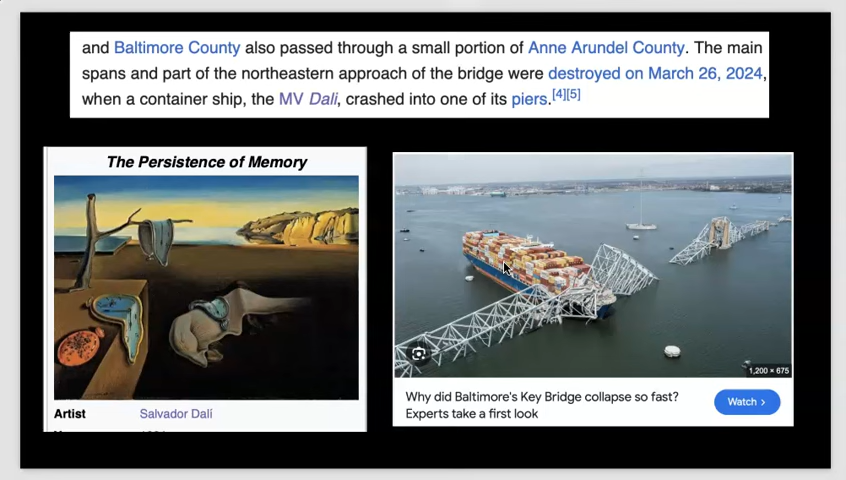 and Baltimore County also passed through a small portion of Anne Arundel County. The main
spans and part of the northeastern approach of the bridge were destroyed on March 26, 2024,
when a container ship, the MV Dali, crashed into one of its piers.[4][5]
The Persistence of Memory
Artist Salvador Dalí
1,200 × 675
Why did Baltimore's Key Bridge collapse so fast?
Experts take a first look
Watch >